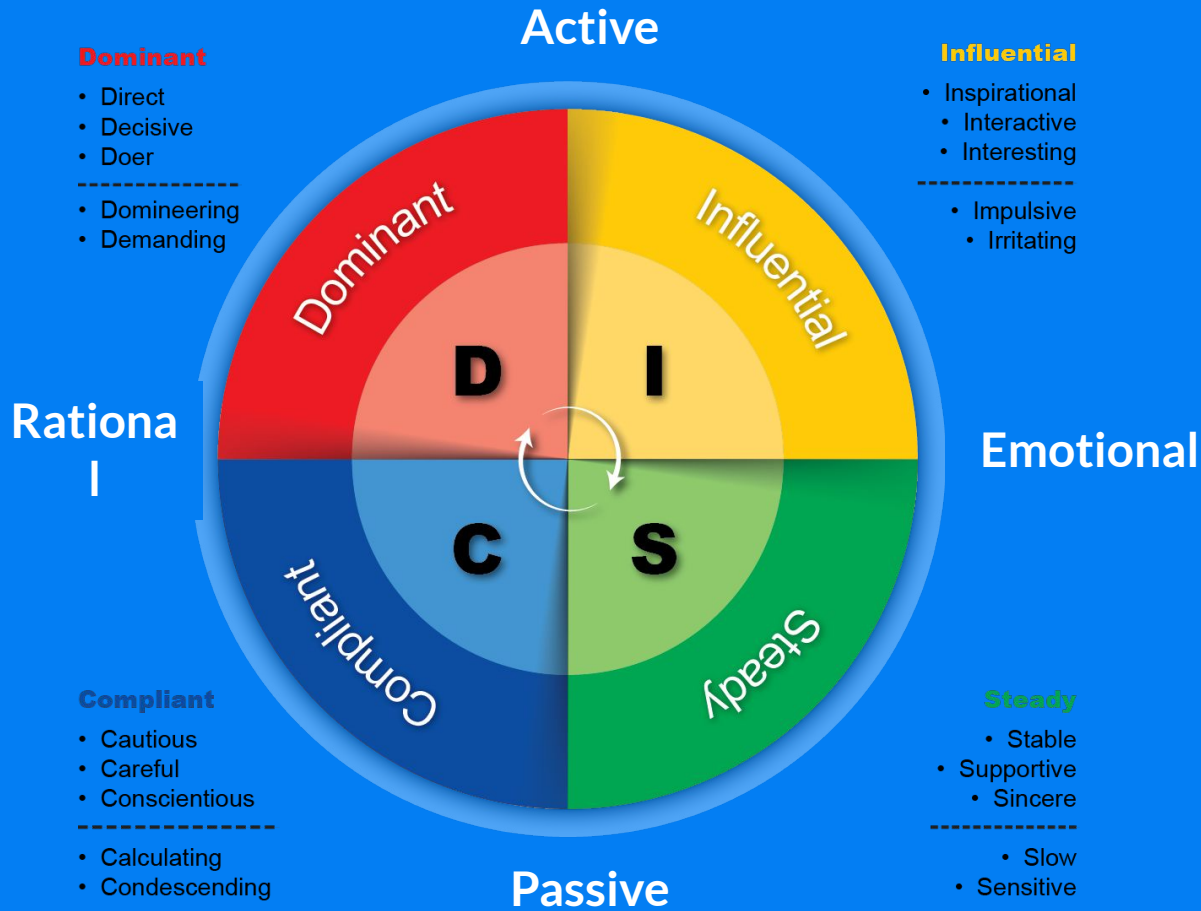 Active
Dominant
• Direct
• Decisive
• Doer
--------------
• Domineering
• Demanding
Influential
• Inspirational
• Interactive
• Interesting
--------------
• Impulsive
• Irritating
Dominant
Influential
D
I
Rationa
l
Emotional
C
S
Compliant
Steady
Compliant
• Cautious
• Careful
• Conscientious
--------------
• Calculating
• Condescending
Steady
• Stable
• Supportive
• Sincere
--------------
• Slow
• Sensitive
Passive